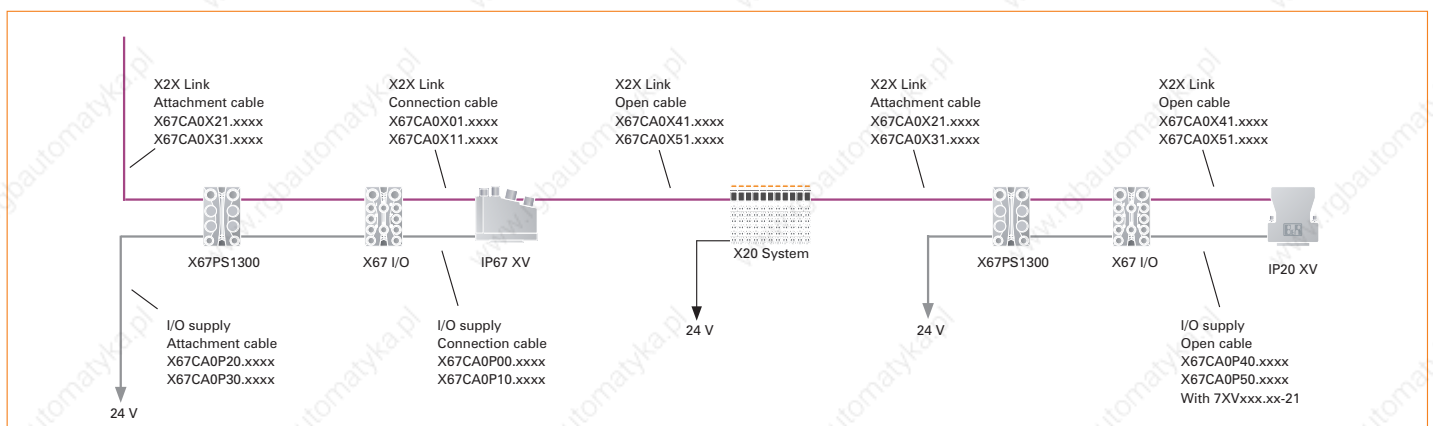 X2X Link
Attachment cable
X67CA0X21.xxxx
X67CA0X31.xxxx
X2X Link
Connection cable
X67CA0X01.xxxx
X67CA0X11.xxxx
X2X Link
Open cable
X67CA0X41.xxxx
X67CA0X51.xxxx
X2X Link
Attachment cable
X67CA0X21.xxxx
X67CA0X31.xxxx
X2X Link
Open cable
X67CA0X41.xxxx
X67CA0X51.xxxx
X67PS1300
X67 I/O
IP67 XV
X20 System
X67PS1300
X67 I/O
IP20 XV
I/O supply
Attachment cable
X67CA0P20.xxxx
X67CA0P30.xxxx
24 V
I/O supply
Connection cable
X67CA0P00.xxxx
X67CA0P10.xxxx
24 V
24 V
I/O supply
Open cable
X67CA0P40.xxxx
X67CA0P50.xxxx
With 7XVxxx.xx-21
www.rgbautomatyka.pl